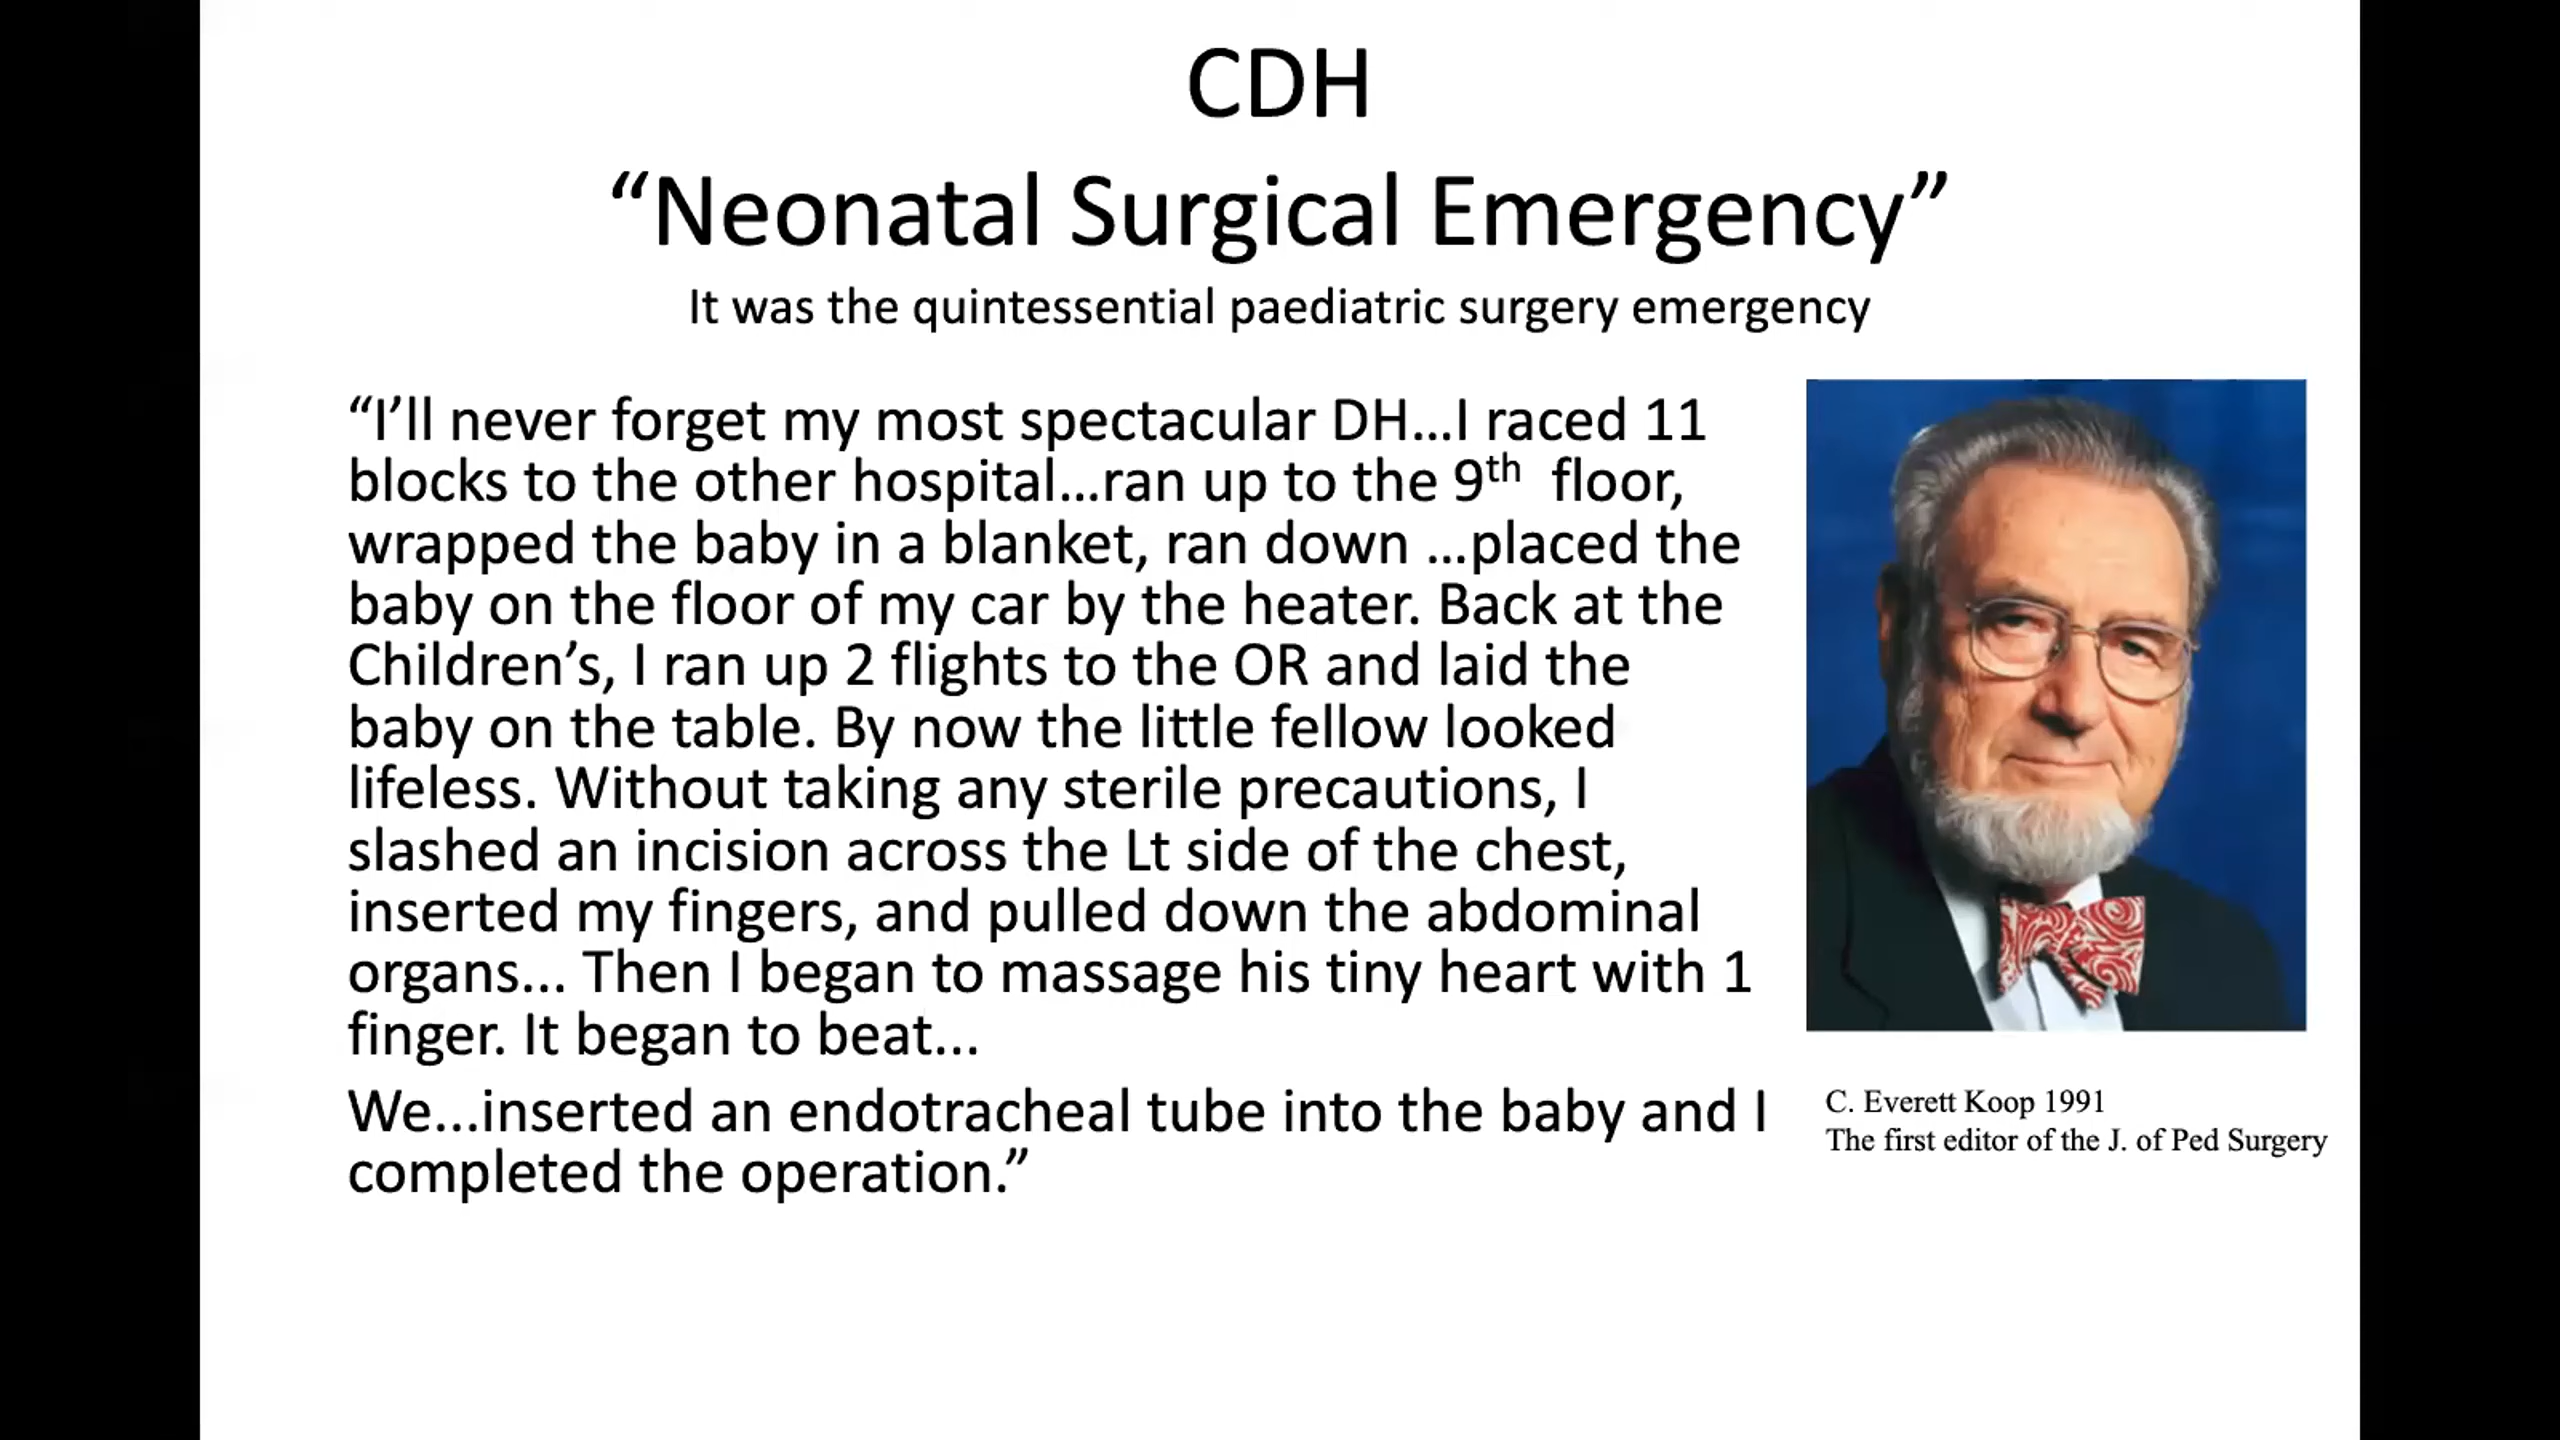 CDH
“Neonatal Surgical Emergency”
It was the quintessential paediatric surgery emergency
“I’ll never forget my most spectacular DH...I raced 11
blocks to the other hospital...ran up to the 9th floor,
wrapped the baby in a blanket, ran down ...placed the
baby on the floor of my car by the heater. Back at the
Children’s, I ran up 2 flights to the OR and laid the
baby on the table. By now the little fellow looked
lifeless. Without taking any sterile precautions, I
slashed an incision across the Lt side of the chest,
inserted my fingers, and pulled down the abdominal
organs... Then I began to massage his tiny heart with 1
finger. It began to beat...
We...inserted an endotracheal tube into the baby and I
completed the operation.”
C. Everett Koop 1991
The first editor of the J. of Ped Surgery